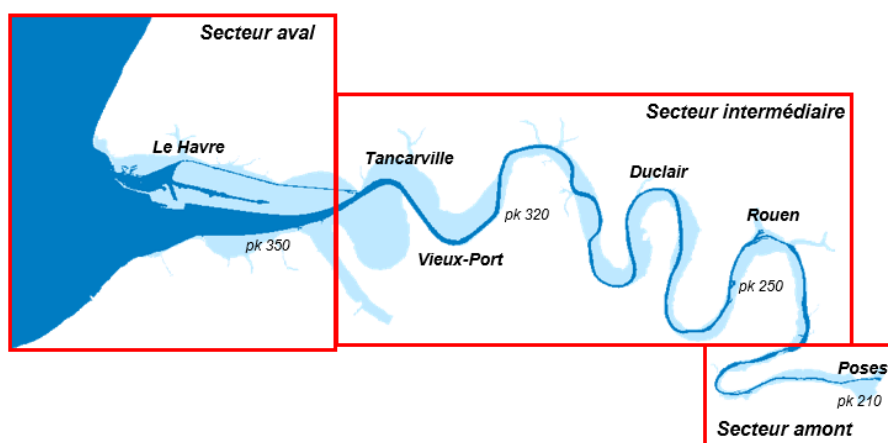 Secteur aval
Secteur intermédiaire
Le Havre
Tancarville
Duclair
pk 320
Rouen
pk 350
Vieux-Port
pk 250
Poses
pk 210
Secteur amont